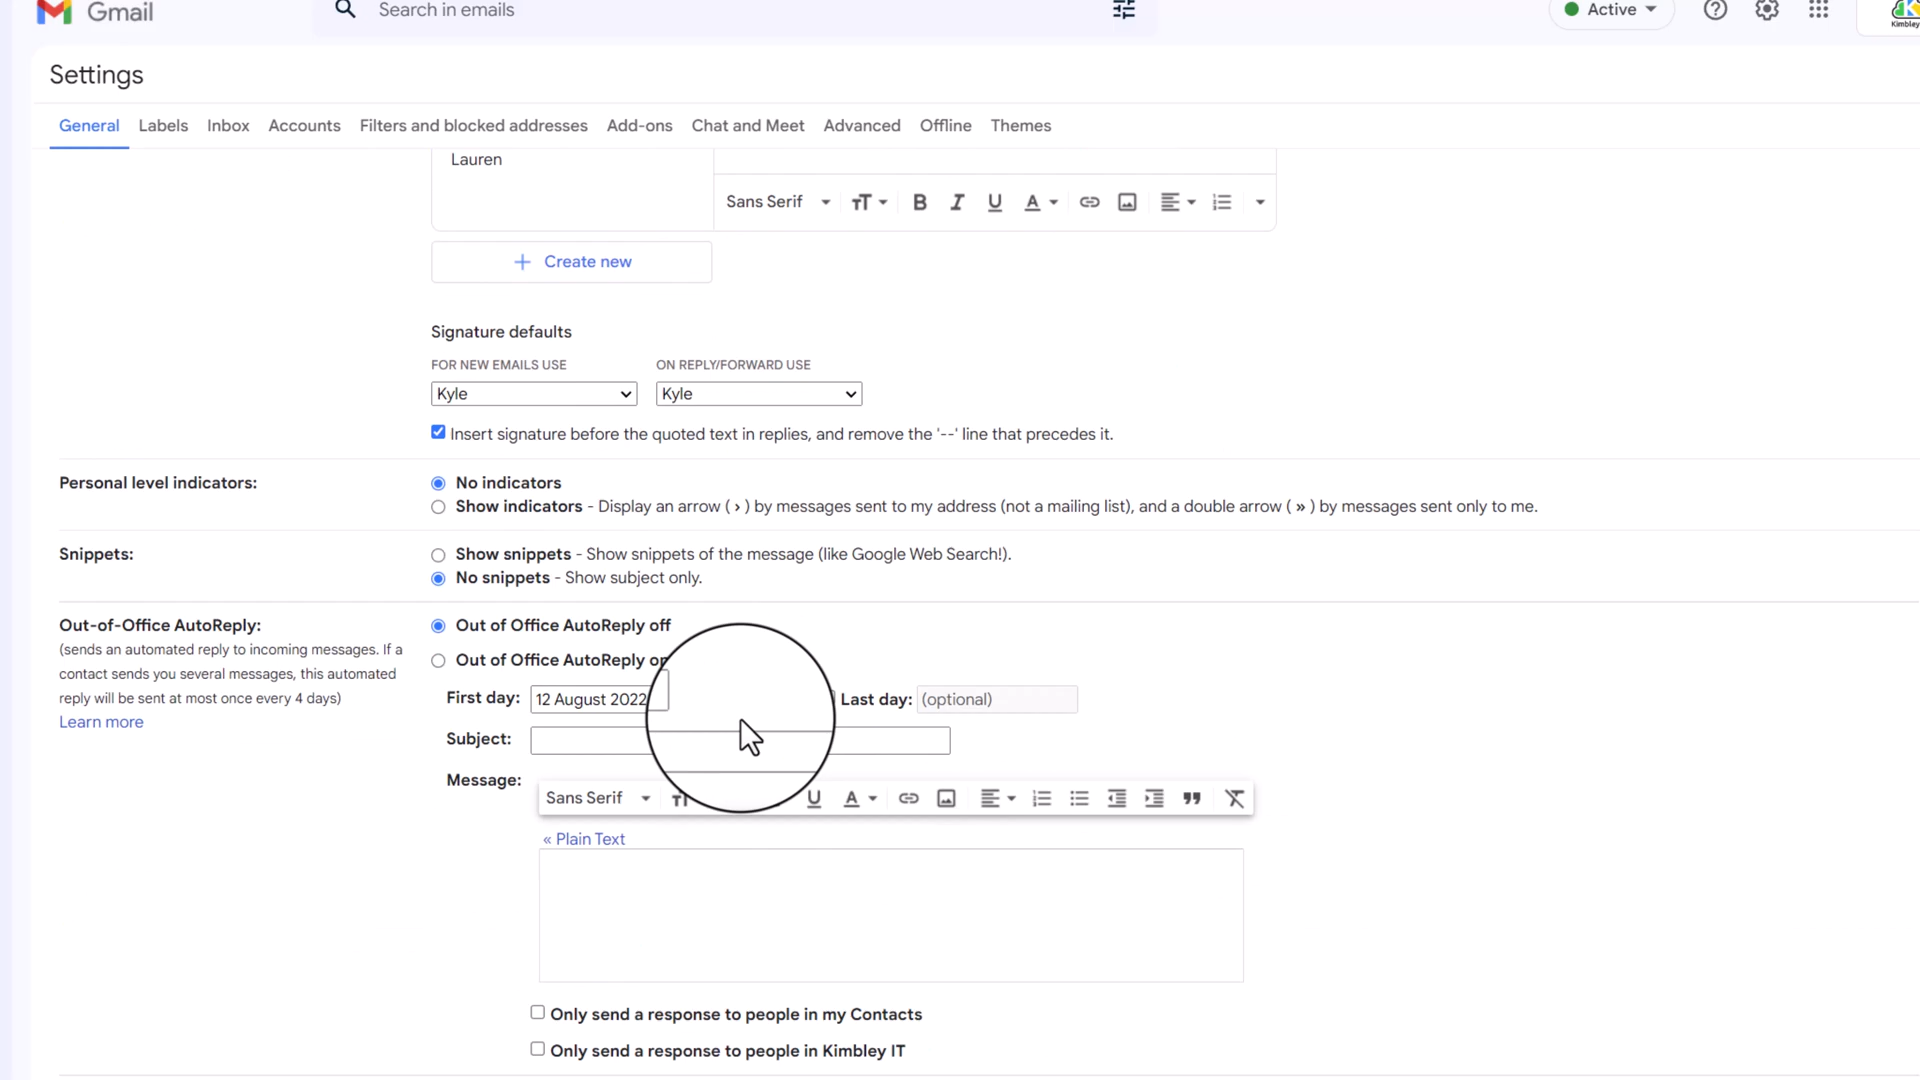 Gmail
Search in emails
Active
Kimbley
Settings
General Labels Inbox Accounts Filters and blocked addresses Add-ons Chat and Meet Advanced Offline Themes
Lauren
Sans Serif
Create new
Signature defaults
FOR NEW EMAILS USE ON REPLY/FORWARD USE
Kyle Kyle
Insert signature before the quoted text in replies, and remove the '--' line that precedes it.
Personal level indicators: No indicators
Show indicators - Display an arrow ( › ) by messages sent to my address (not a mailing list), and a double arrow ( » ) by messages sent only to me.
Snippets: Show snippets - Show snippets of the message (like Google Web Search!).
No snippets - Show subject only.
Out-of-Office AutoReply: Out of Office AutoReply off
(sends an automated reply to incoming messages. If a
contact sends you several messages, this automated
reply will be sent at most once every 4 days)
Learn more
Out of Office AutoReply
First day: 12 August 2022 Last day: (optional)
Subject:
Message:
Sans Serif
« Plain Text
Only send a response to people in my Contacts
Only send a response to people in Kimbley IT